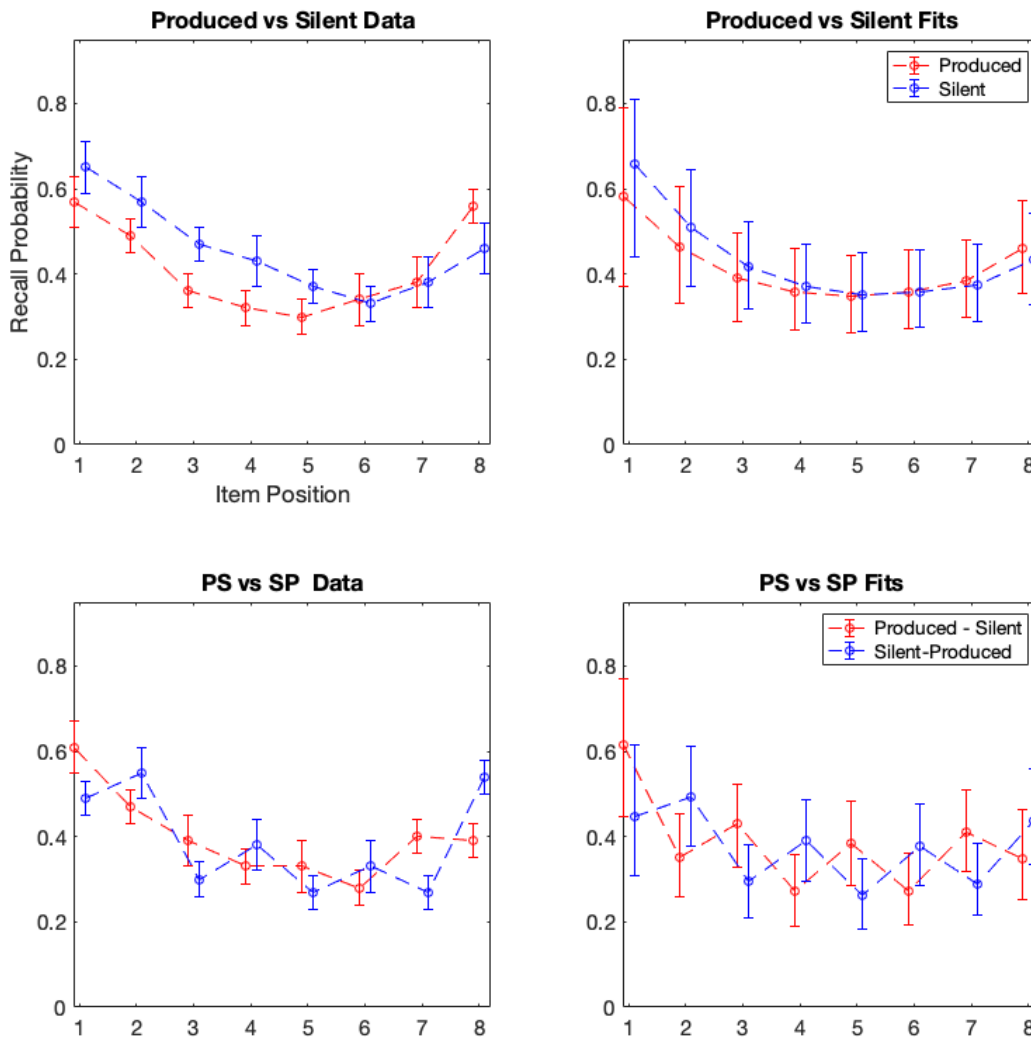 Produced vs Silent Data
Recall Probability
0.8
0.6
0.4
0.2
0
1 2 3 4 5 6 7 8
Item Position
Produced vs Silent Fits
Produced
Silent
0.8
0.6
0.4
0.2
0
1 2 3 4 5 6 7 8
PS vs SP Data
0.8
0.6
0.4
0.2
0
1 2 3 4 5 6 7 8
PS vs SP Fits
Produced - Silent
Silent-Produced
0.8
0.6
0.4
0.2
0
1 2 3 4 5 6 7 8